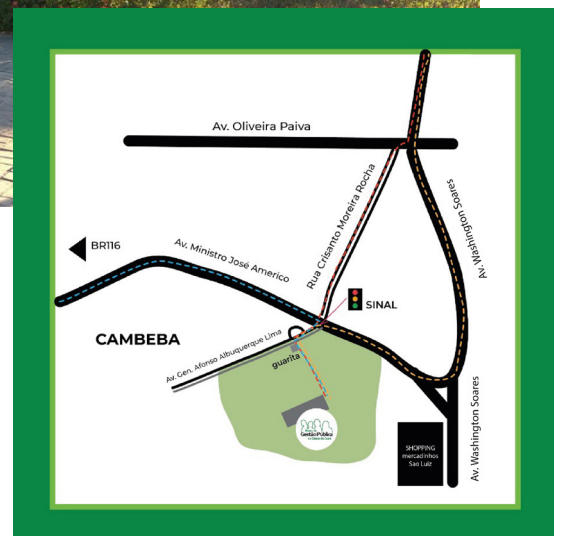 Av. Oliveira Paiva
Rua Crisanto Moreira Rocha
Av. Washington Soares
BR116
Av. Ministro José Americo
SINAL
CAMBEBA
Av. Gen. Afonso Albuquerque Lima
guarita
Gestão Pública
SHOPPING
mercadinhos
Sao Luiz
Av. Washington Soares